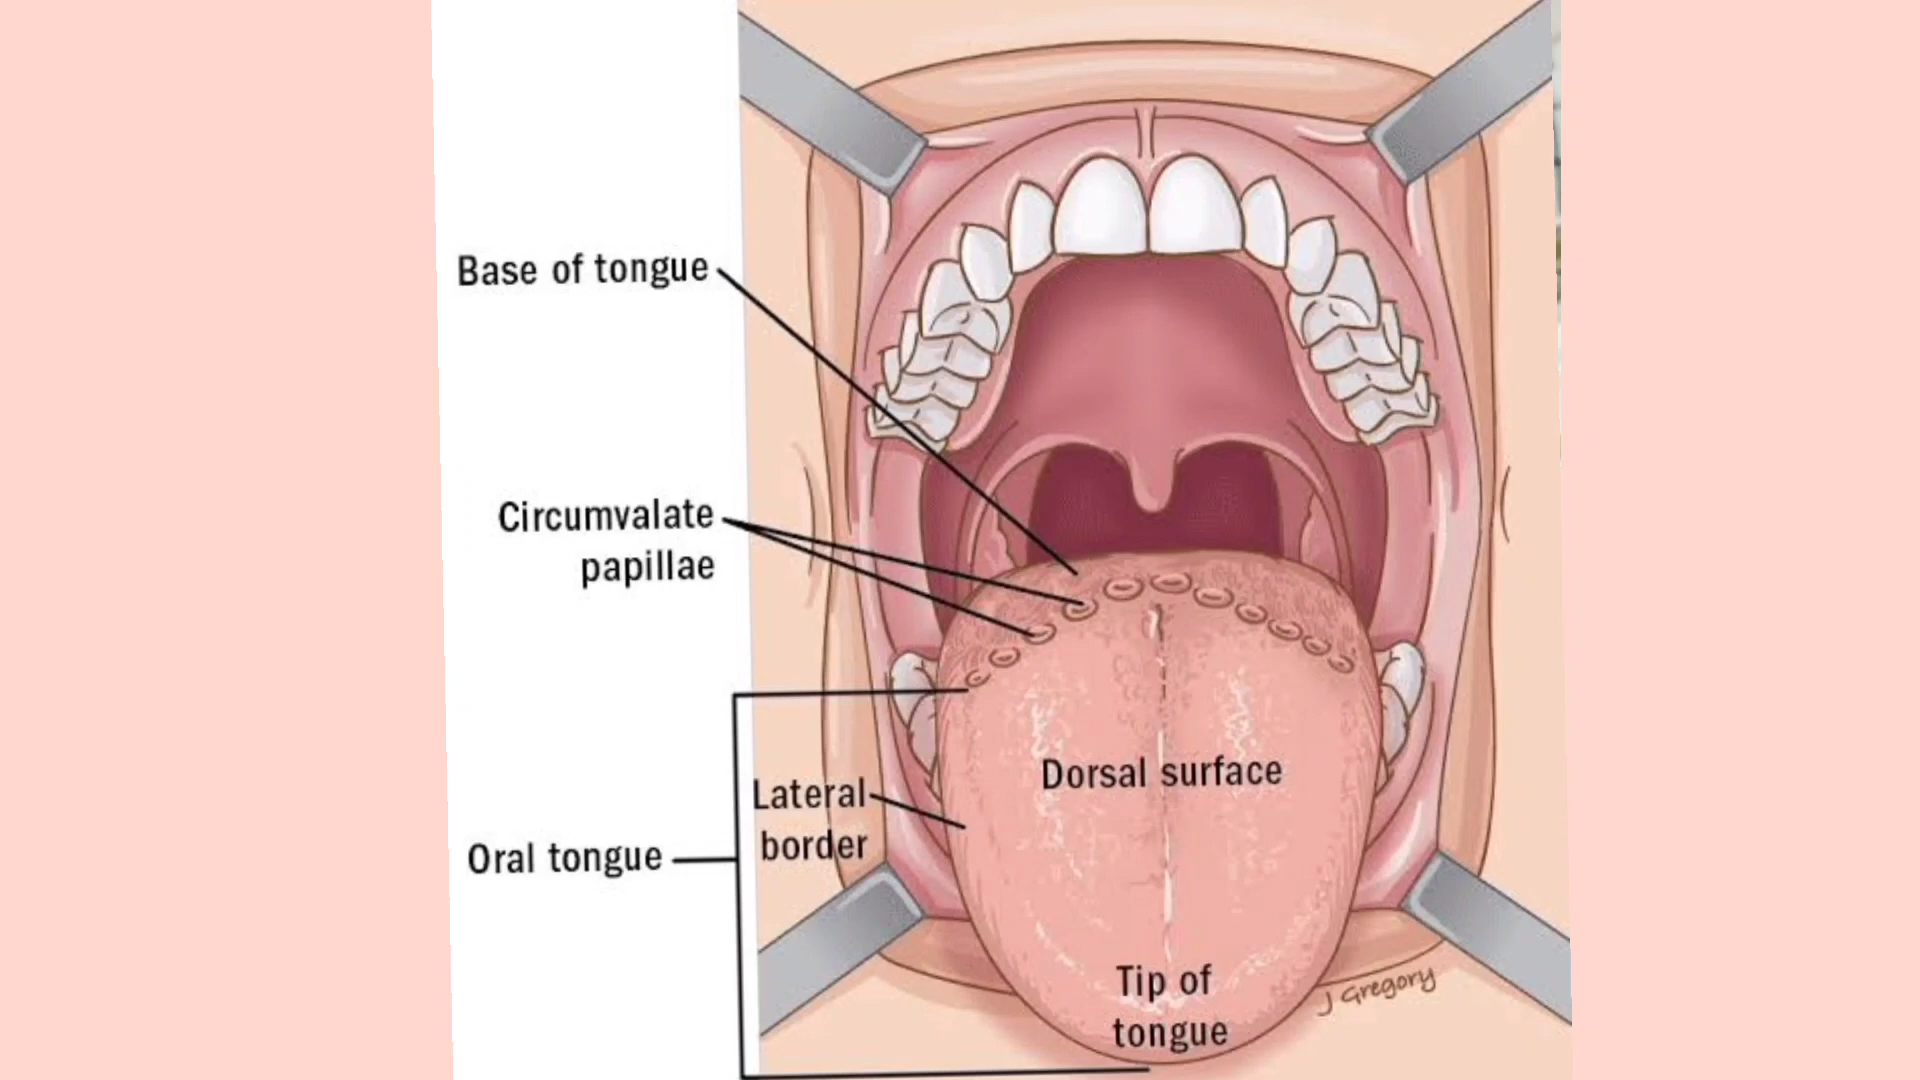 Base of tongue
Circumvalate
papillae
Dorsal surface
Lateral
border
Oral tongue
Tip of
tongue
J Gregory